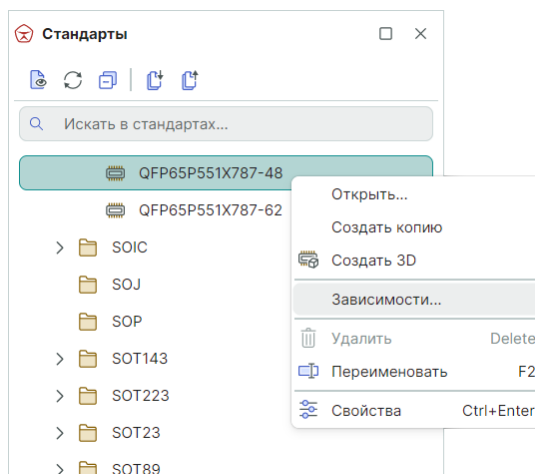 Стандарты
Искать в стандартах...
QFP65P551X787-48
QFP65P551X787-62
SOIC
SOJ
SOP
SOT143
SOT223
SOT23
SOT89
Открыть...
Создать копию
Создать 3D
Зависимости...
Удалить Delete
Переименовать F2
Свойства Ctrl+Enter